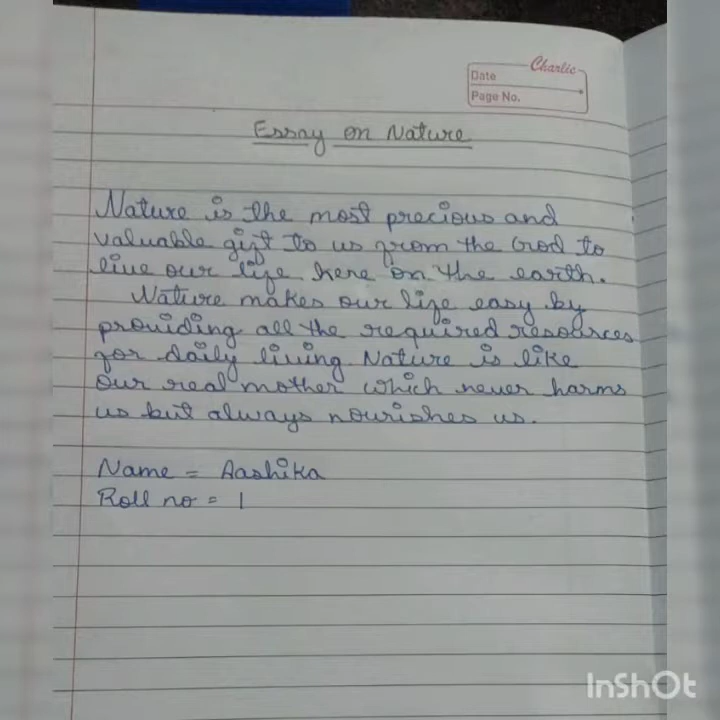 Charlie
Date
Page No.
Essay on Nature
Nature is the most precious and
valuable gift to us from the God to
live our life here on the earth.
Nature makes our life easy by
providing all the required resources
for daily living Nature is like
our real mother which never harms
us but always nourishes us.
Name = Aashika
Roll no = 1
InShOt